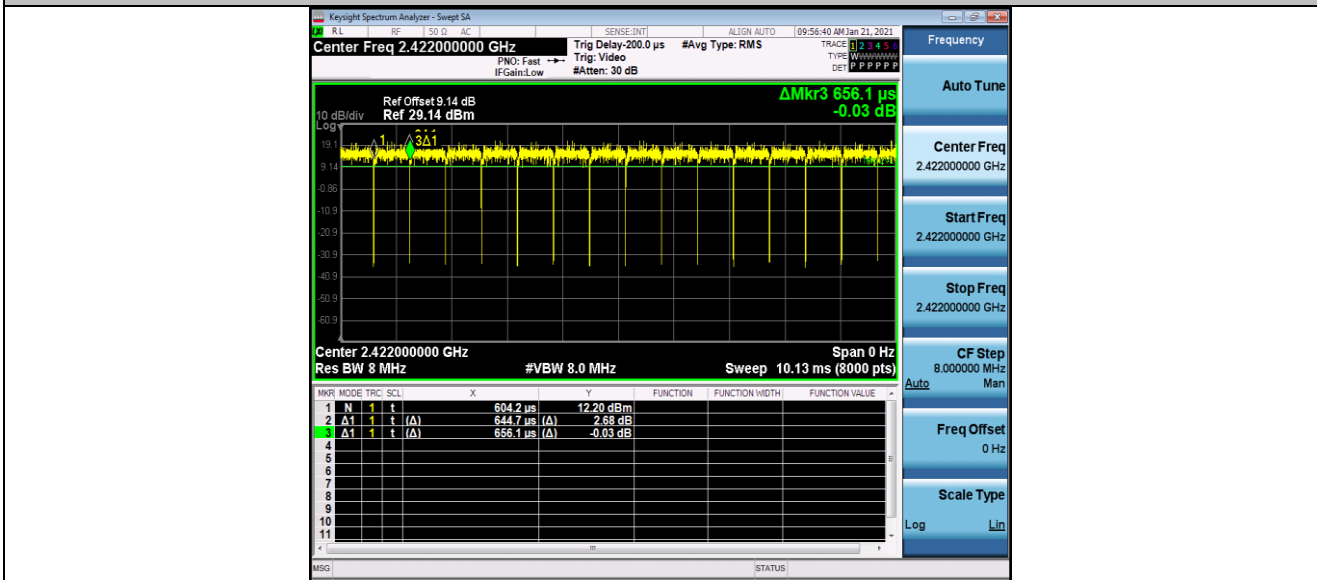 Keysight Spectrum Analyzer - Swept SA
RL RF 50 Ω AC SENSE:INT ALIGN AUTO 09:56:40 AM Jan 21, 2021
Center Freq 2.422000000 GHz
PNO: Fast
IFGain:Low
Trig Delay-200.0 µs
Trig: Video
#Atten: 30 dB
#Avg Type: RMS
TRACE 1 2 3 4 5 6
TYPE WWWWWW
DET P P P P P P
ΔMkr3 656.1 µs
-0.03 dB
Ref Offset 9.14 dB
10 dB/div Ref 29.14 dBm
Log
1 3Δ1
19.1
9.14
-0.86
-10.9
-20.9
-30.9
-40.9
-50.9
-60.9
Center 2.422000000 GHz Span 0 Hz
Res BW 8 MHz #VBW 8.0 MHz Sweep 10.13 ms (8000 pts)
MKR MODE TRC SCL X Y FUNCTION FUNCTION WIDTH FUNCTION VALUE
1 N 1 t 604.2 µs 12.20 dBm
2 Δ1 1 t (Δ) 644.7 µs (Δ) 2.68 dB
3 Δ1 1 t (Δ) 656.1 µs (Δ) -0.03 dB
4
5
6
7
8
9
10
11
MSG STATUS
Frequency
Auto Tune
Center Freq
2.422000000 GHz
Start Freq
2.422000000 GHz
Stop Freq
2.422000000 GHz
CF Step
8.000000 MHz
Auto Man
Freq Offset
0 Hz
Scale Type
Log Lin